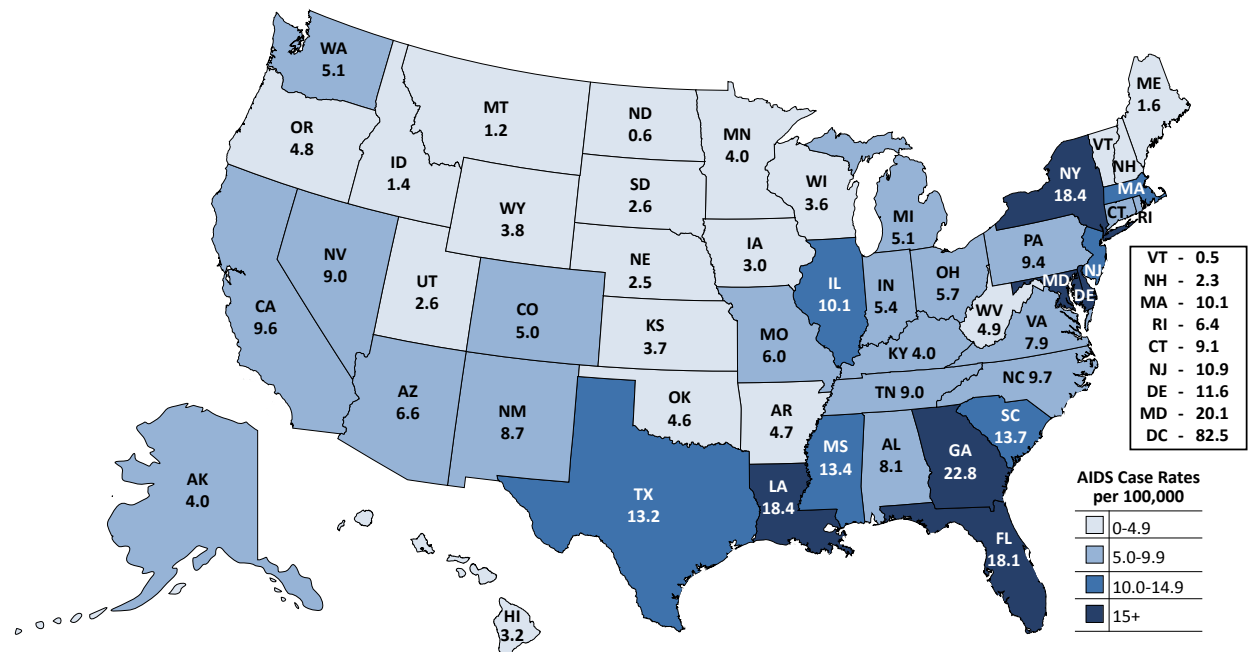 WA
5.1
OR
4.8
ID
1.4
MT
1.2
ND
0.6
MN
4.0
SD
2.6
WY
3.8
WI
3.6
MI
5.1
NV
9.0
CA
9.6
UT
2.6
CO
5.0
NE
2.5
IA
3.0
KS
3.7
MO
6.0
IL
10.1
IN
5.4
OH
5.7
PA
9.4
NY
18.4
ME
1.6
VT
NH
MA
CT
RI
NJ
MD
DE
WV
4.9
VA
7.9
KY 4.0
TN 9.0
NC 9.7
SC
13.7
AZ
6.6
NM
8.7
OK
4.6
AR
4.7
TX
13.2
LA
18.4
MS
13.4
AL
8.1
GA
22.8
FL
18.1
AK
4.0
HI
3.2
VT - 0.5
NH - 2.3
MA - 10.1
RI - 6.4
CT - 9.1
NJ - 10.9
DE - 11.6
MD - 20.1
DC - 82.5
AIDS Case Rates
per 100,000
0-4.9
5.0-9.9
10.0-14.9
15+